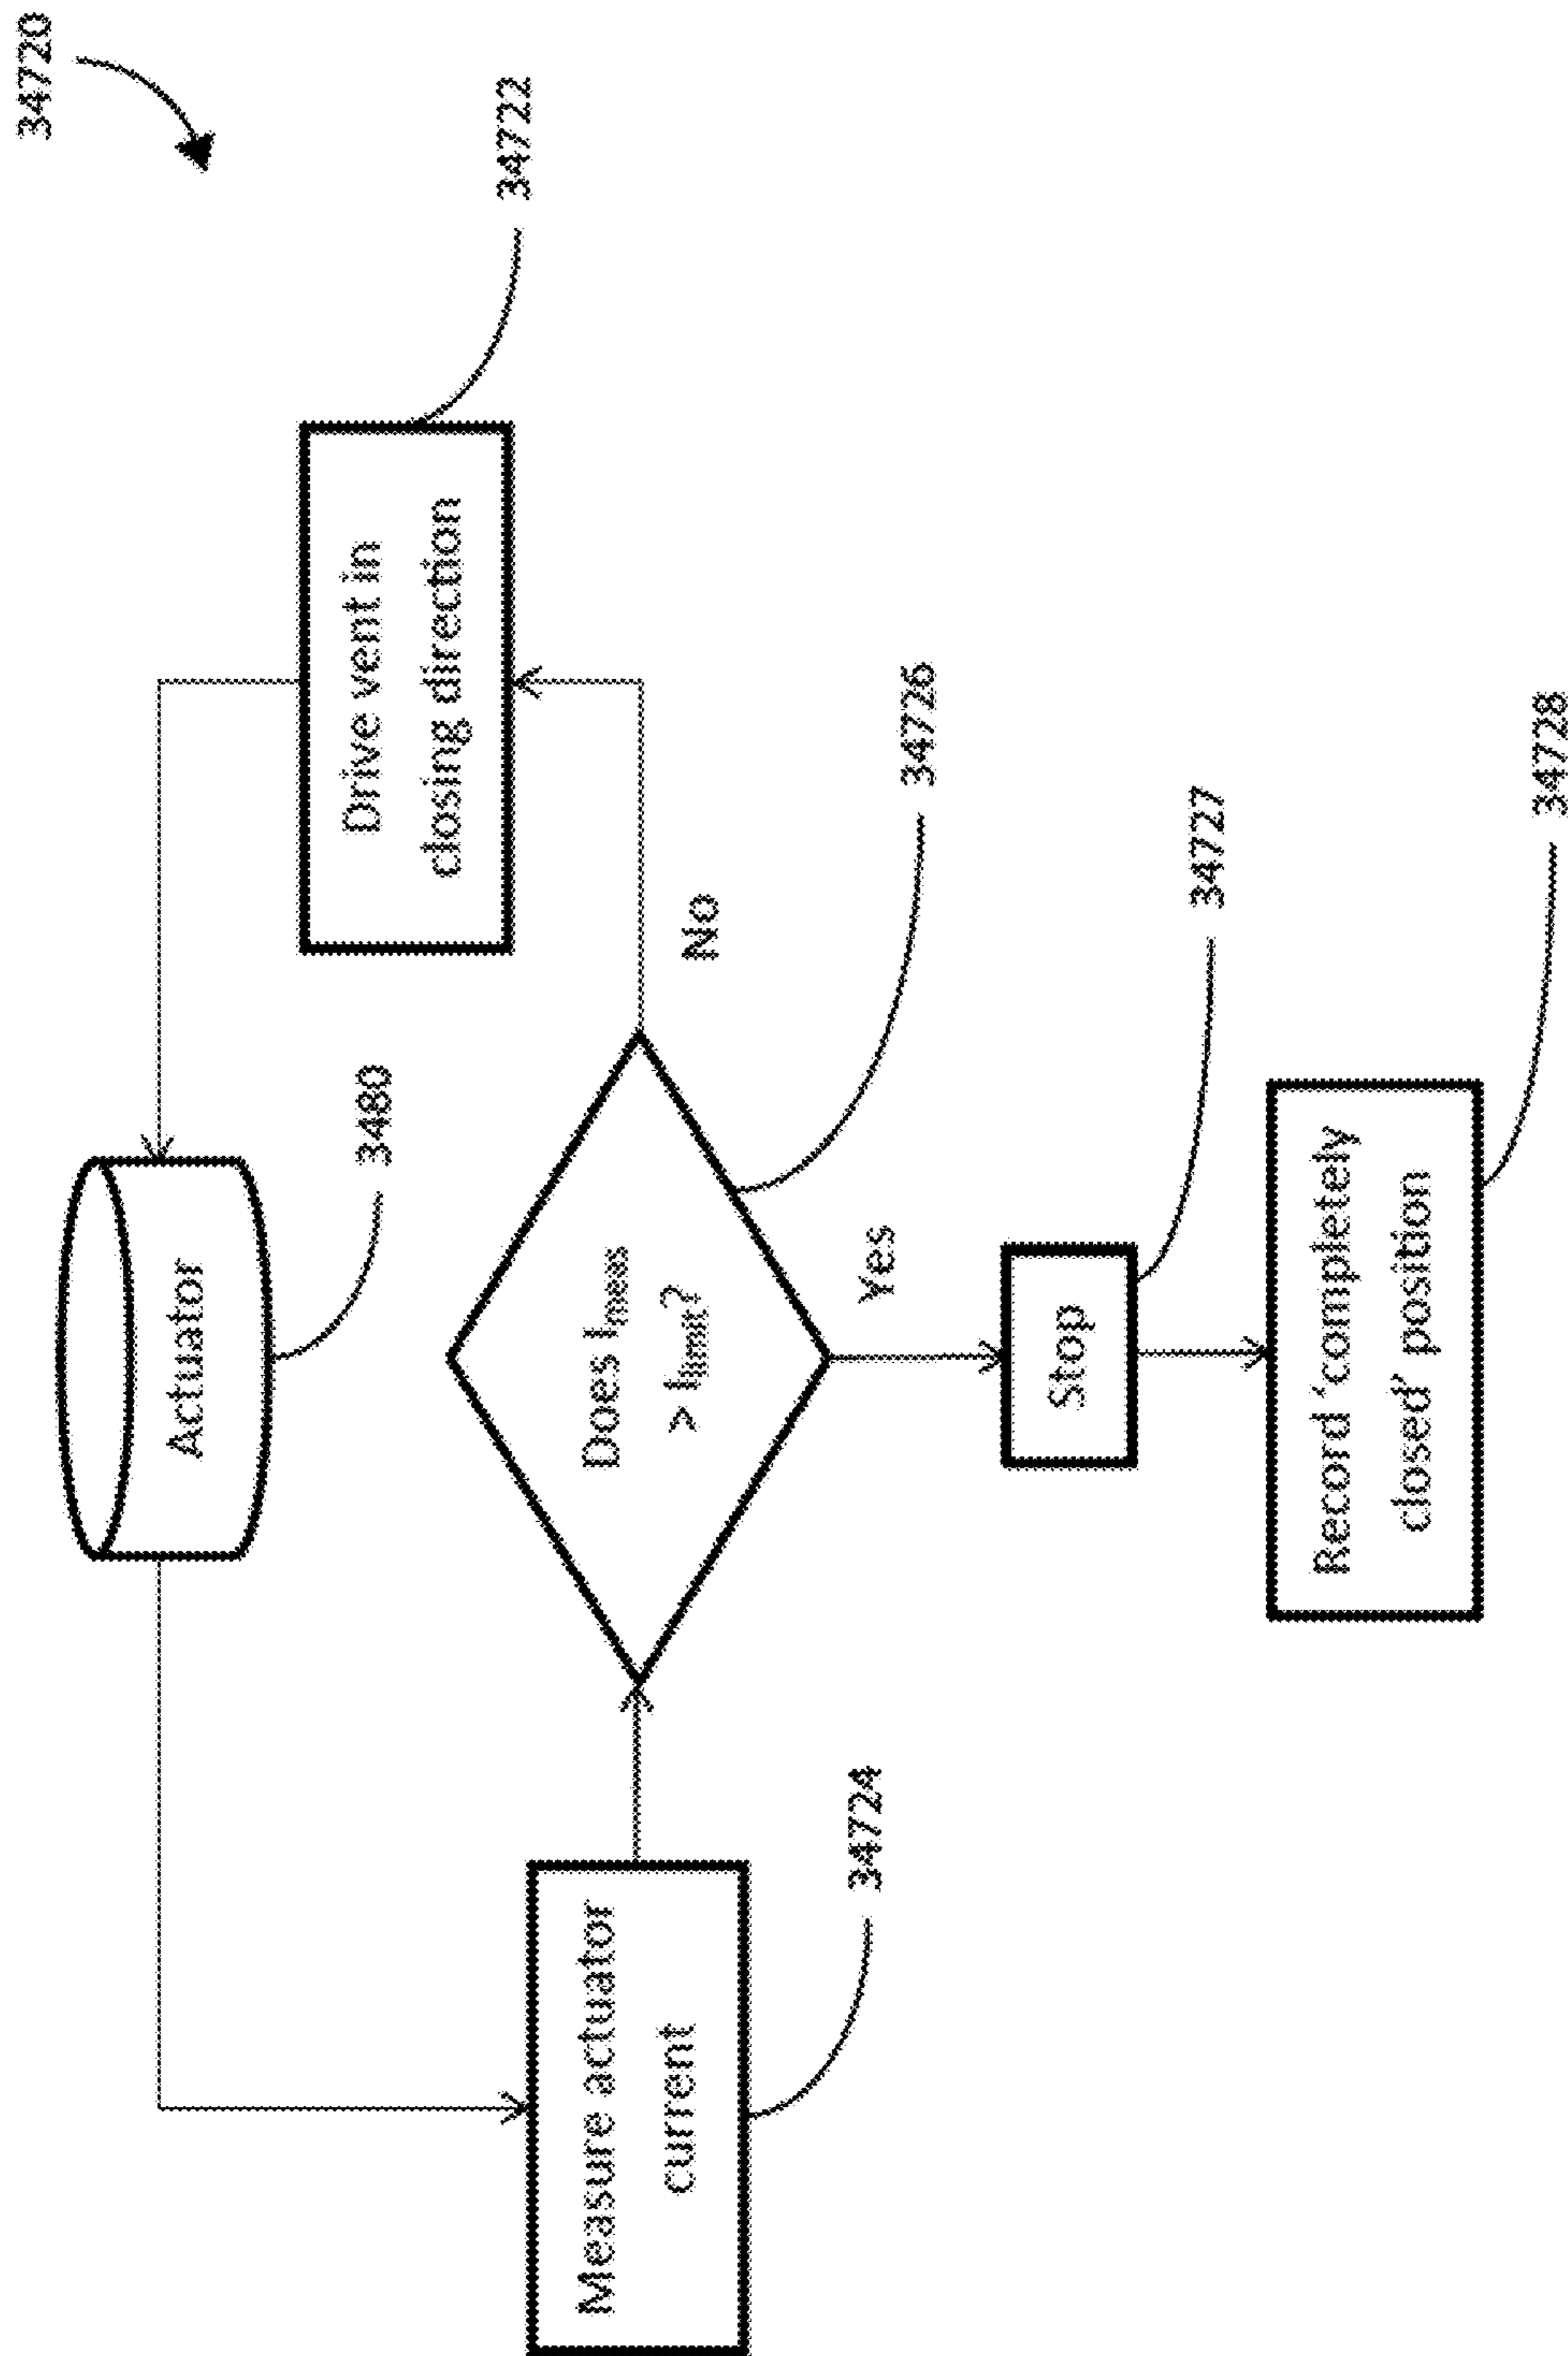 34720
Actuator
3480
Drive vent in
closing direction
34722
Measure actuator
current
34724
Does Imeas
> Ilimit?
34726
No
Yes
Stop
34727
Record ‘completely
closed’ position
34728